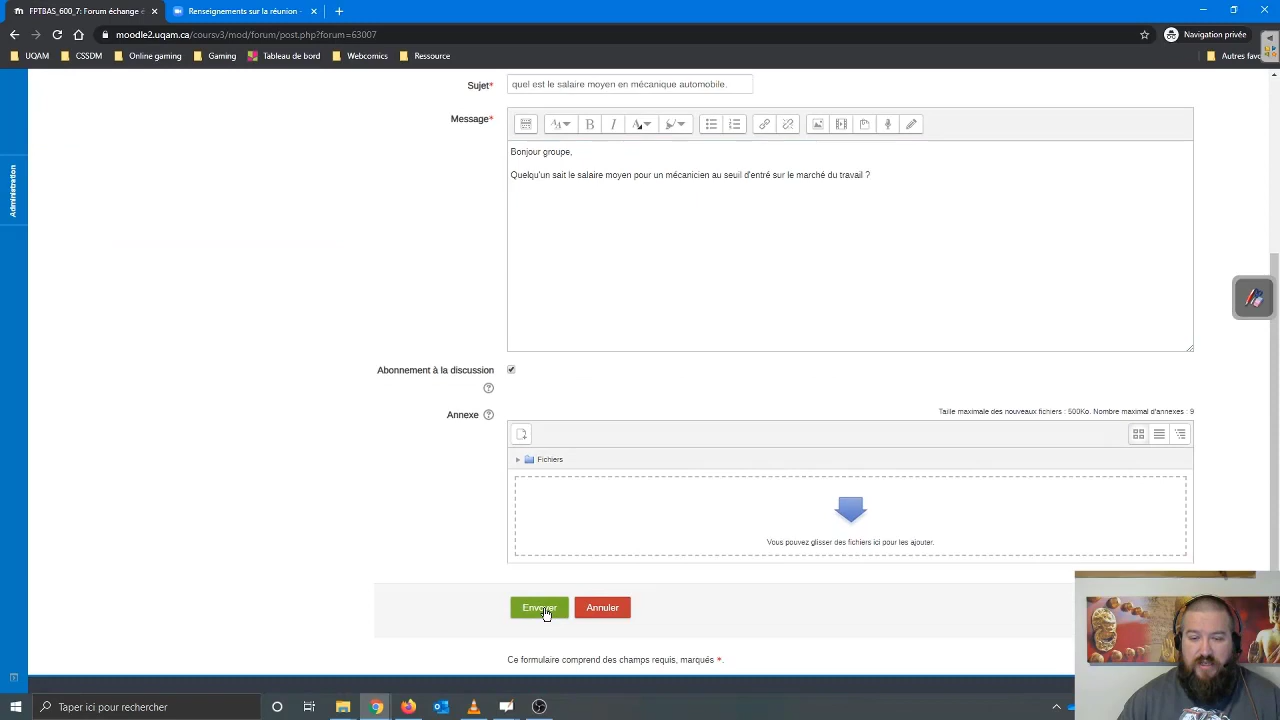 FPTBAS_600_7: Forum échange é
Renseignements sur la réunion -
moodle2.uqam.ca/coursv3/mod/forum/post.php?forum=63007
Navigation privée
UQAM
CSSDM
Online gaming
Gaming
Tableau de bord
Webcomics
Ressource
Autres favo
Sujet*
quel est le salaire moyen en mécanique automobile.
Message*
Bonjour groupe,
Quelqu'un sait le salaire moyen pour un mécanicien au seuil d'entré sur le marché du travail ?
Administration
Abonnement à la discussion
Annexe
Taille maximale des nouveaux fichiers : 500Ko. Nombre maximal d'annexes : 9
Fichiers
Vous pouvez glisser des fichiers ici pour les ajouter.
Envoyer
Annuler
Ce formulaire comprend des champs requis, marqués *.
Taper ici pour rechercher